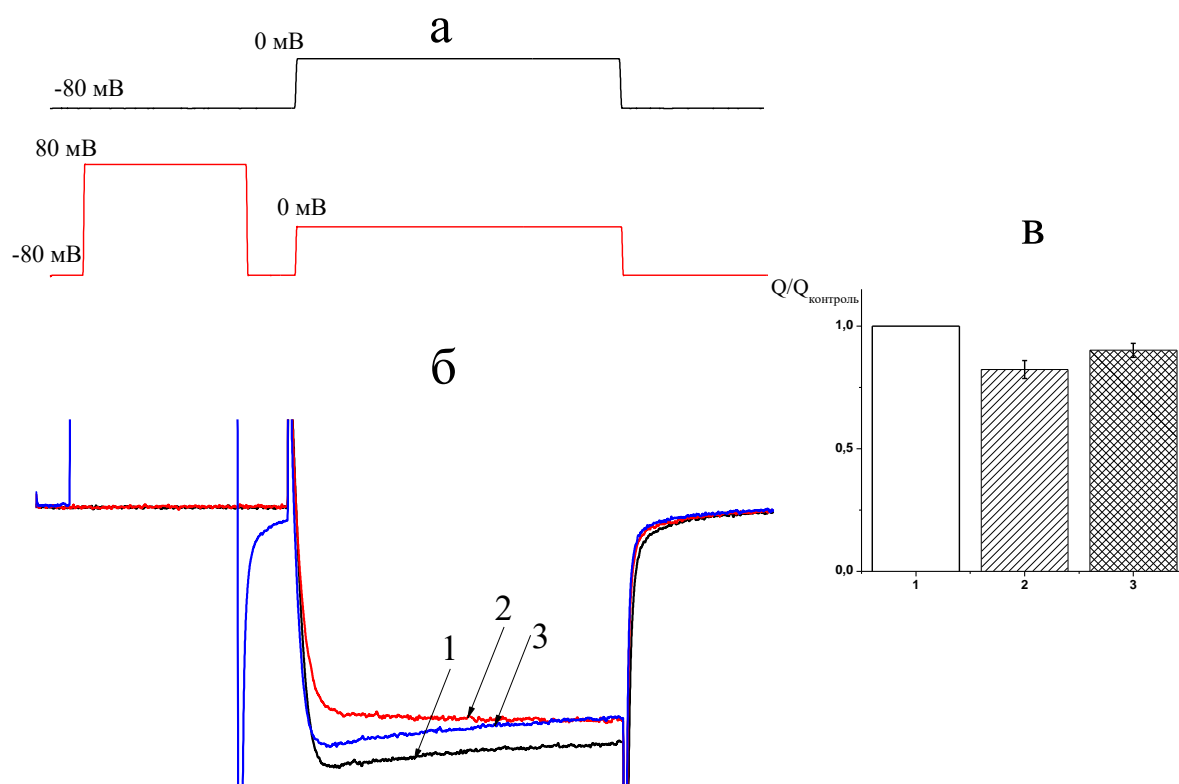 а
0 мВ
-80 мВ
80 мВ
0 мВ
-80 мВ
в
Q/Qконтроль
1,0
0,5
0,0
1 2 3
б
1
2
3